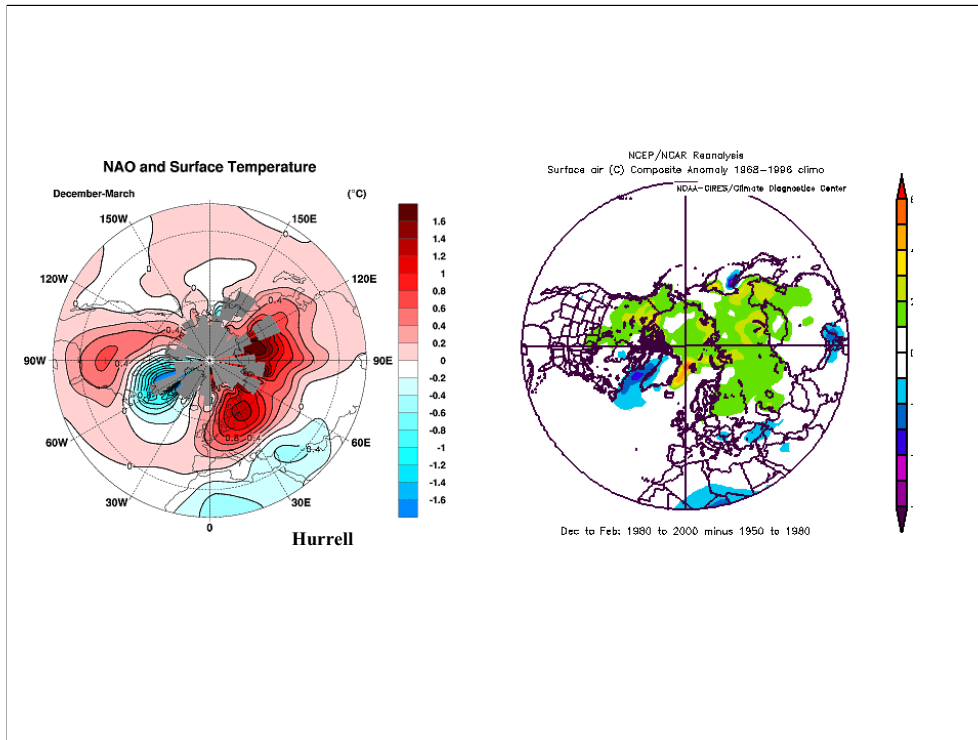 NAO and Surface Temperature
December-March (°C)
150W 150E
120W 120E
90W 90E
60W 60E
30W 30E
0
1.6
1.4
1.2
1
0.8
0.6
0.4
0.2
0
-0.2
-0.4
-0.6
-0.8
-1
-1.2
-1.4
-1.6
Hurrell
NCEP/NCAR Reanalysis
Surface air (C) Composite Anomaly 1968-1996 climo
NOAA-CIRES/Climate Diagnostics Center
Dec to Feb: 1980 to 2000 minus 1950 to 1980